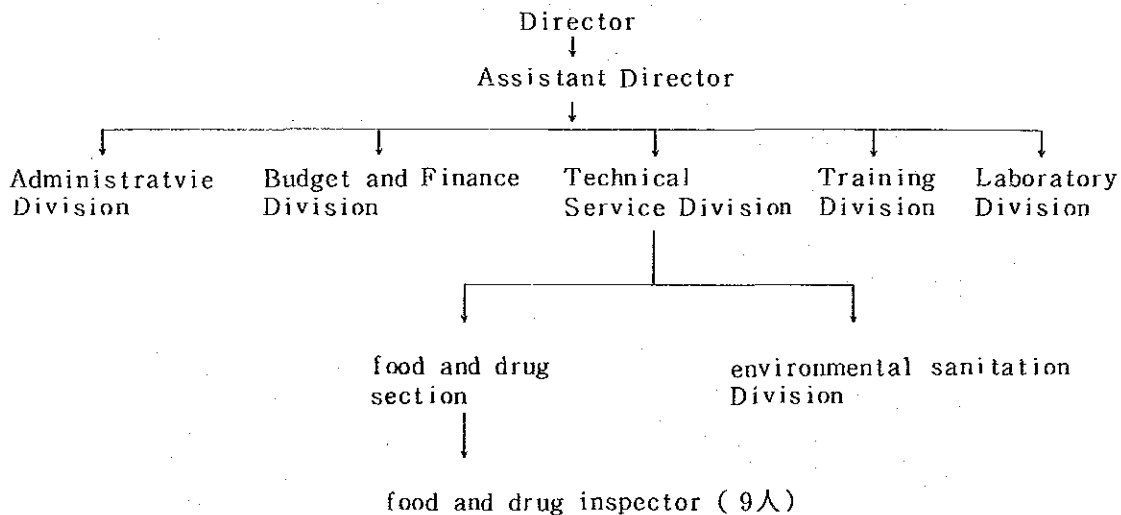 Director
Assistant Director
Administratvie
Division
Budget and Finance
Division
Technical
Service Division
Training
Division
Laboratory
Division
food and drug
section
environmental sanitation
Division
food and drug inspector ( 9人)